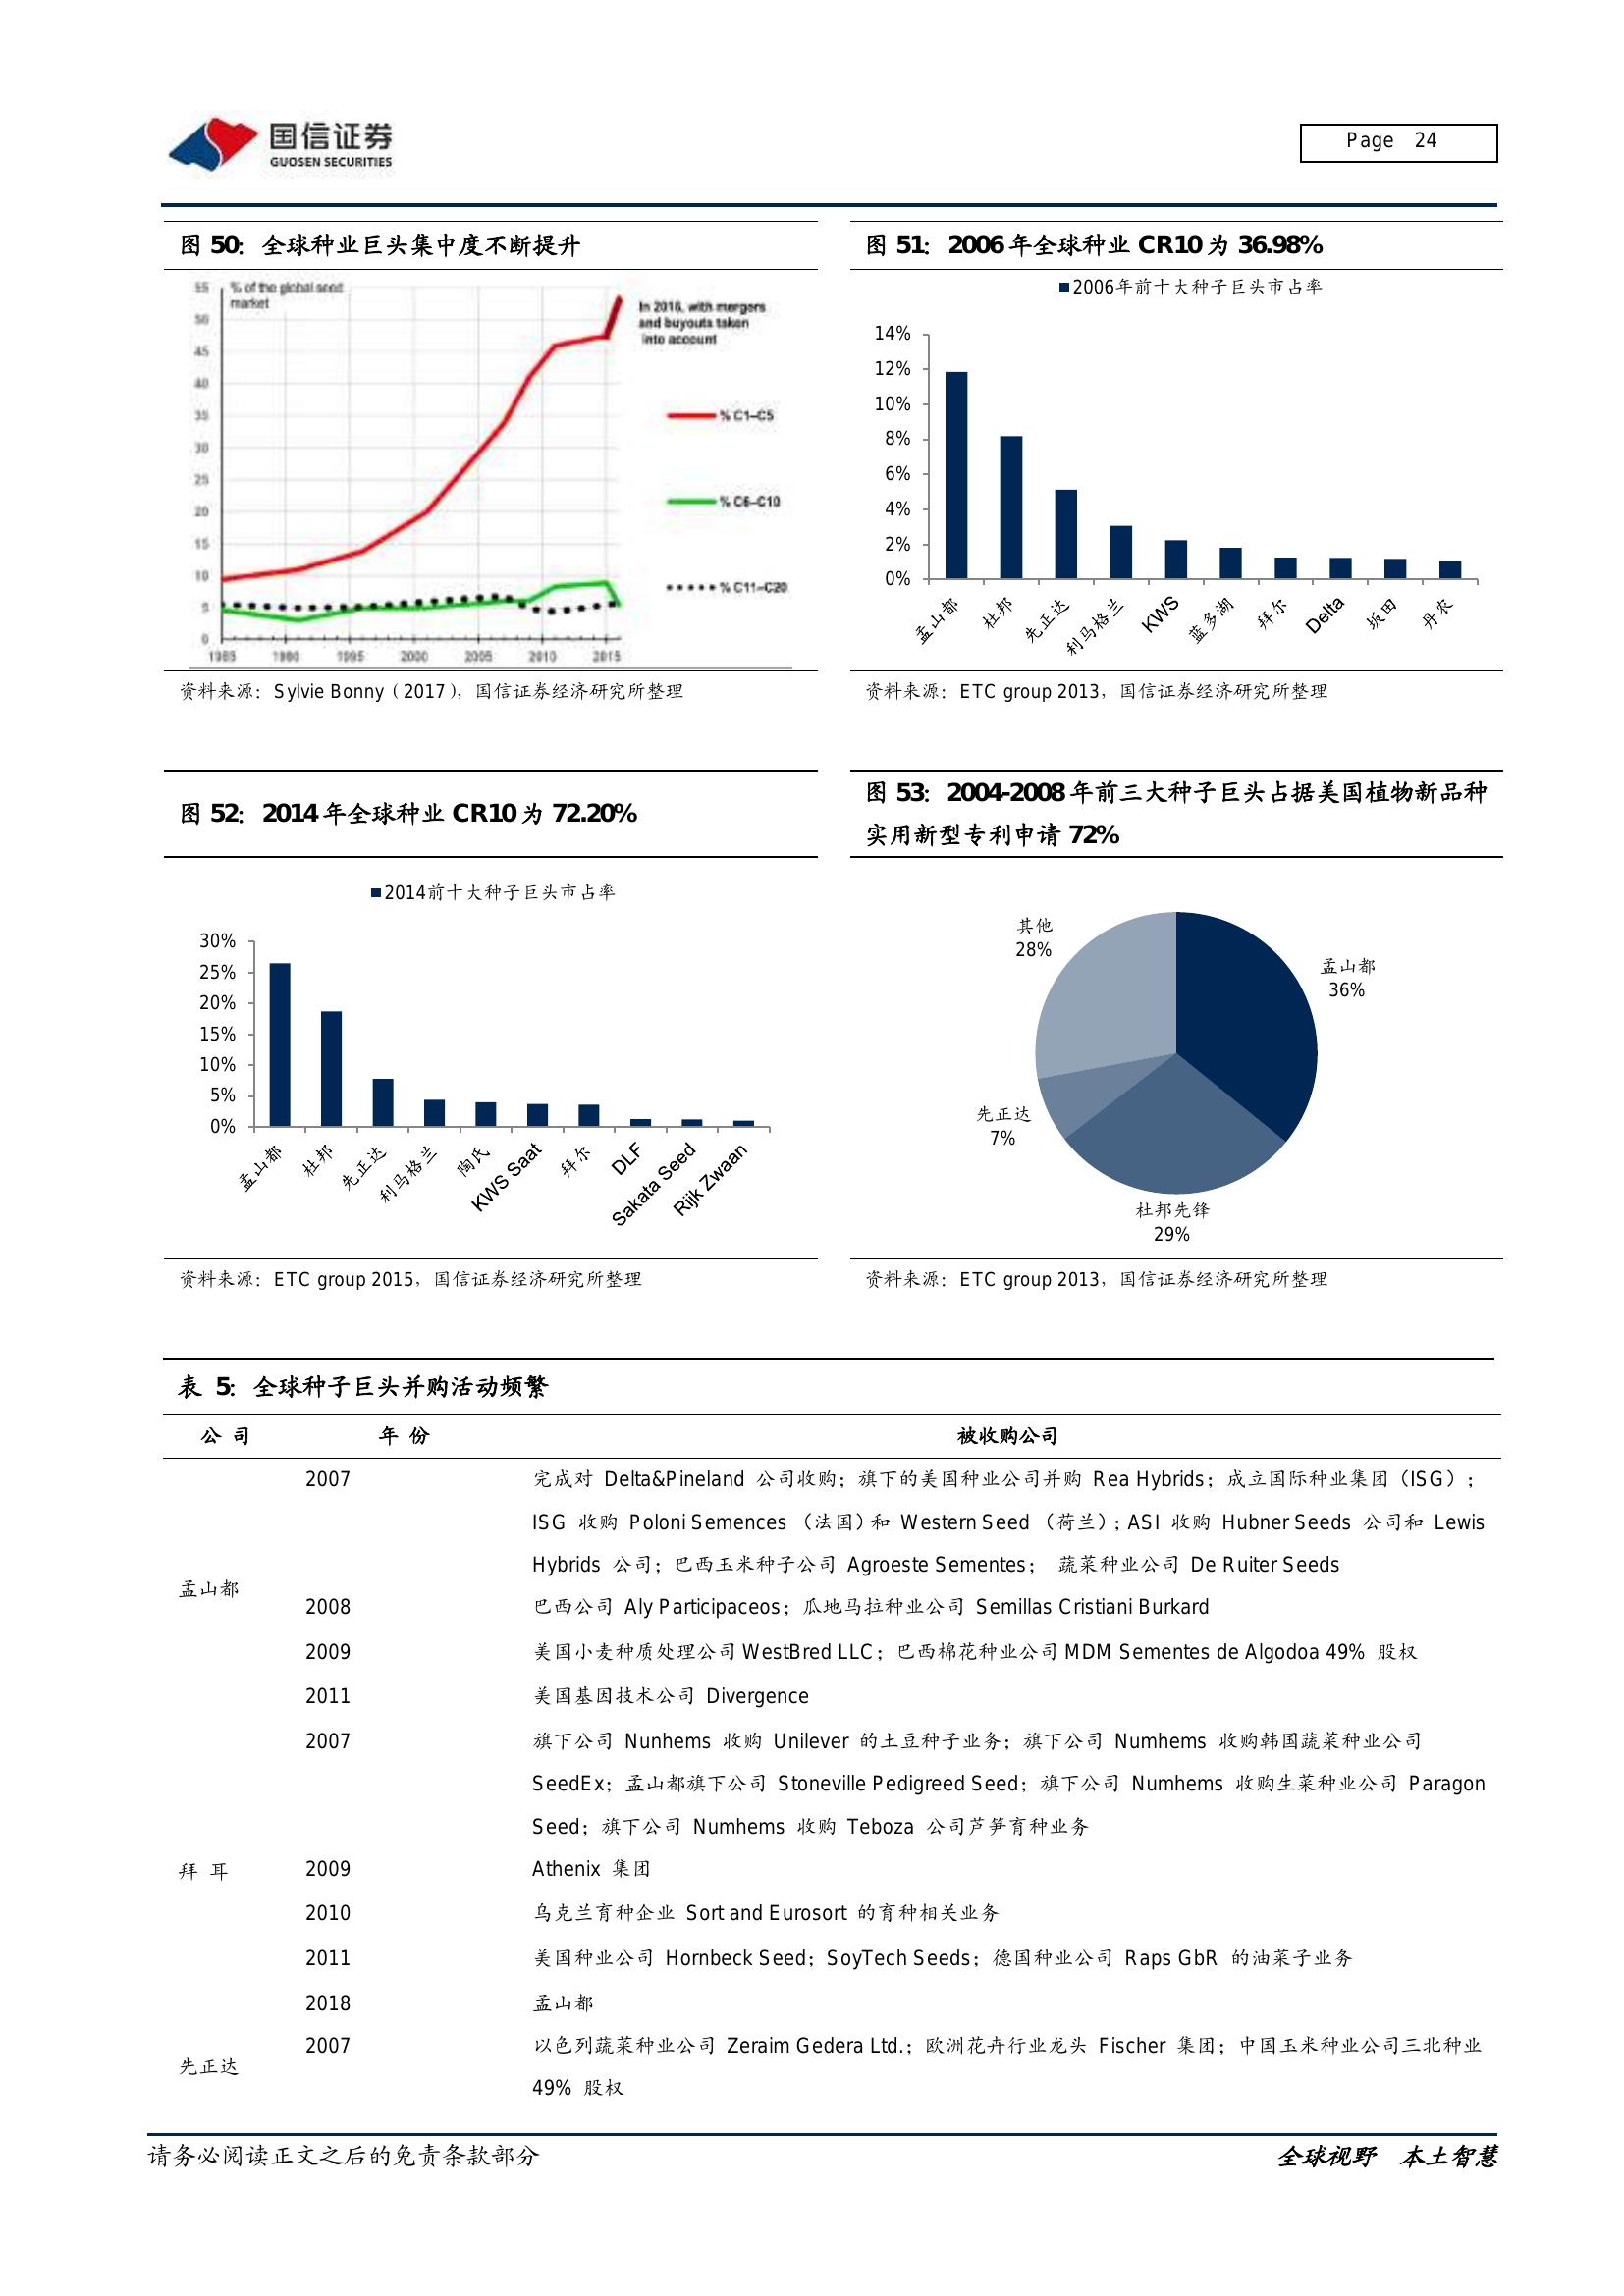 国信证券
GUOSEN SECURITIES
Page 24
图 50：全球种业巨头集中度不断提升
% of the global seed
market
55
50
45
40
35
30
25
20
15
10
5
0
1985 1990 1995 2000 2005 2010 2015
In 2016, with mergers
and buyouts taken
into account
% C1–C5
% C6–C10
% C11–C20
资料来源：Sylvie Bonny（2017），国信证券经济研究所整理
图 51：2006 年全球种业 CR10 为 36.98%
2006年前十大种子巨头市占率
14%
12%
10%
8%
6%
4%
2%
0%
孟山都 杜邦 先正达 利马格兰 KWS 蓝多湖 拜尔 Delta 坂田 丹农
资料来源：ETC group 2013，国信证券经济研究所整理
图 52：2014 年全球种业 CR10 为 72.20%
2014前十大种子巨头市占率
30%
25%
20%
15%
10%
5%
0%
孟山都 杜邦 先正达 利马格兰 陶氏 KWS Saat 拜尔 DLF Sakata Seed Rijk Zwaan
资料来源：ETC group 2015，国信证券经济研究所整理
图 53：2004-2008 年前三大种子巨头占据美国植物新品种
实用新型专利申请 72%
其他
28%
孟山都
36%
先正达
7%
杜邦先锋
29%
资料来源：ETC group 2013，国信证券经济研究所整理
表 5：全球种子巨头并购活动频繁
公 司 年 份 被收购公司
孟山都
2007 完成对 Delta&Pineland 公司收购；旗下的美国种业公司并购 Rea Hybrids；成立国际种业集团（ISG）；
ISG 收购 Poloni Semences （法国）和 Western Seed （荷兰）；ASI 收购 Hubner Seeds 公司和 Lewis
Hybrids 公司；巴西玉米种子公司 Agroeste Sementes； 蔬菜种业公司 De Ruiter Seeds
2008 巴西公司 Aly Participaceos；瓜地马拉种业公司 Semillas Cristiani Burkard
2009 美国小麦种质处理公司 WestBred LLC；巴西棉花种业公司 MDM Sementes de Algodoa 49% 股权
2011 美国基因技术公司 Divergence
拜 耳
2007 旗下公司 Nunhems 收购 Unilever 的土豆种子业务；旗下公司 Numhems 收购韩国蔬菜种业公司
SeedEx；孟山都旗下公司 Stoneville Pedigreed Seed；旗下公司 Numhems 收购生菜种业公司 Paragon
Seed；旗下公司 Numhems 收购 Teboza 公司芦笋育种业务
2009 Athenix 集团
2010 乌克兰育种企业 Sort and Eurosort 的育种相关业务
2011 美国种业公司 Hornbeck Seed；SoyTech Seeds；德国种业公司 Raps GbR 的油菜子业务
2018 孟山都
先正达
2007 以色列蔬菜种业公司 Zeraim Gedera Ltd.；欧洲花卉行业龙头 Fischer 集团；中国玉米种业公司三北种业
49% 股权
请务必阅读正文之后的免责条款部分
全球视野 本土智慧